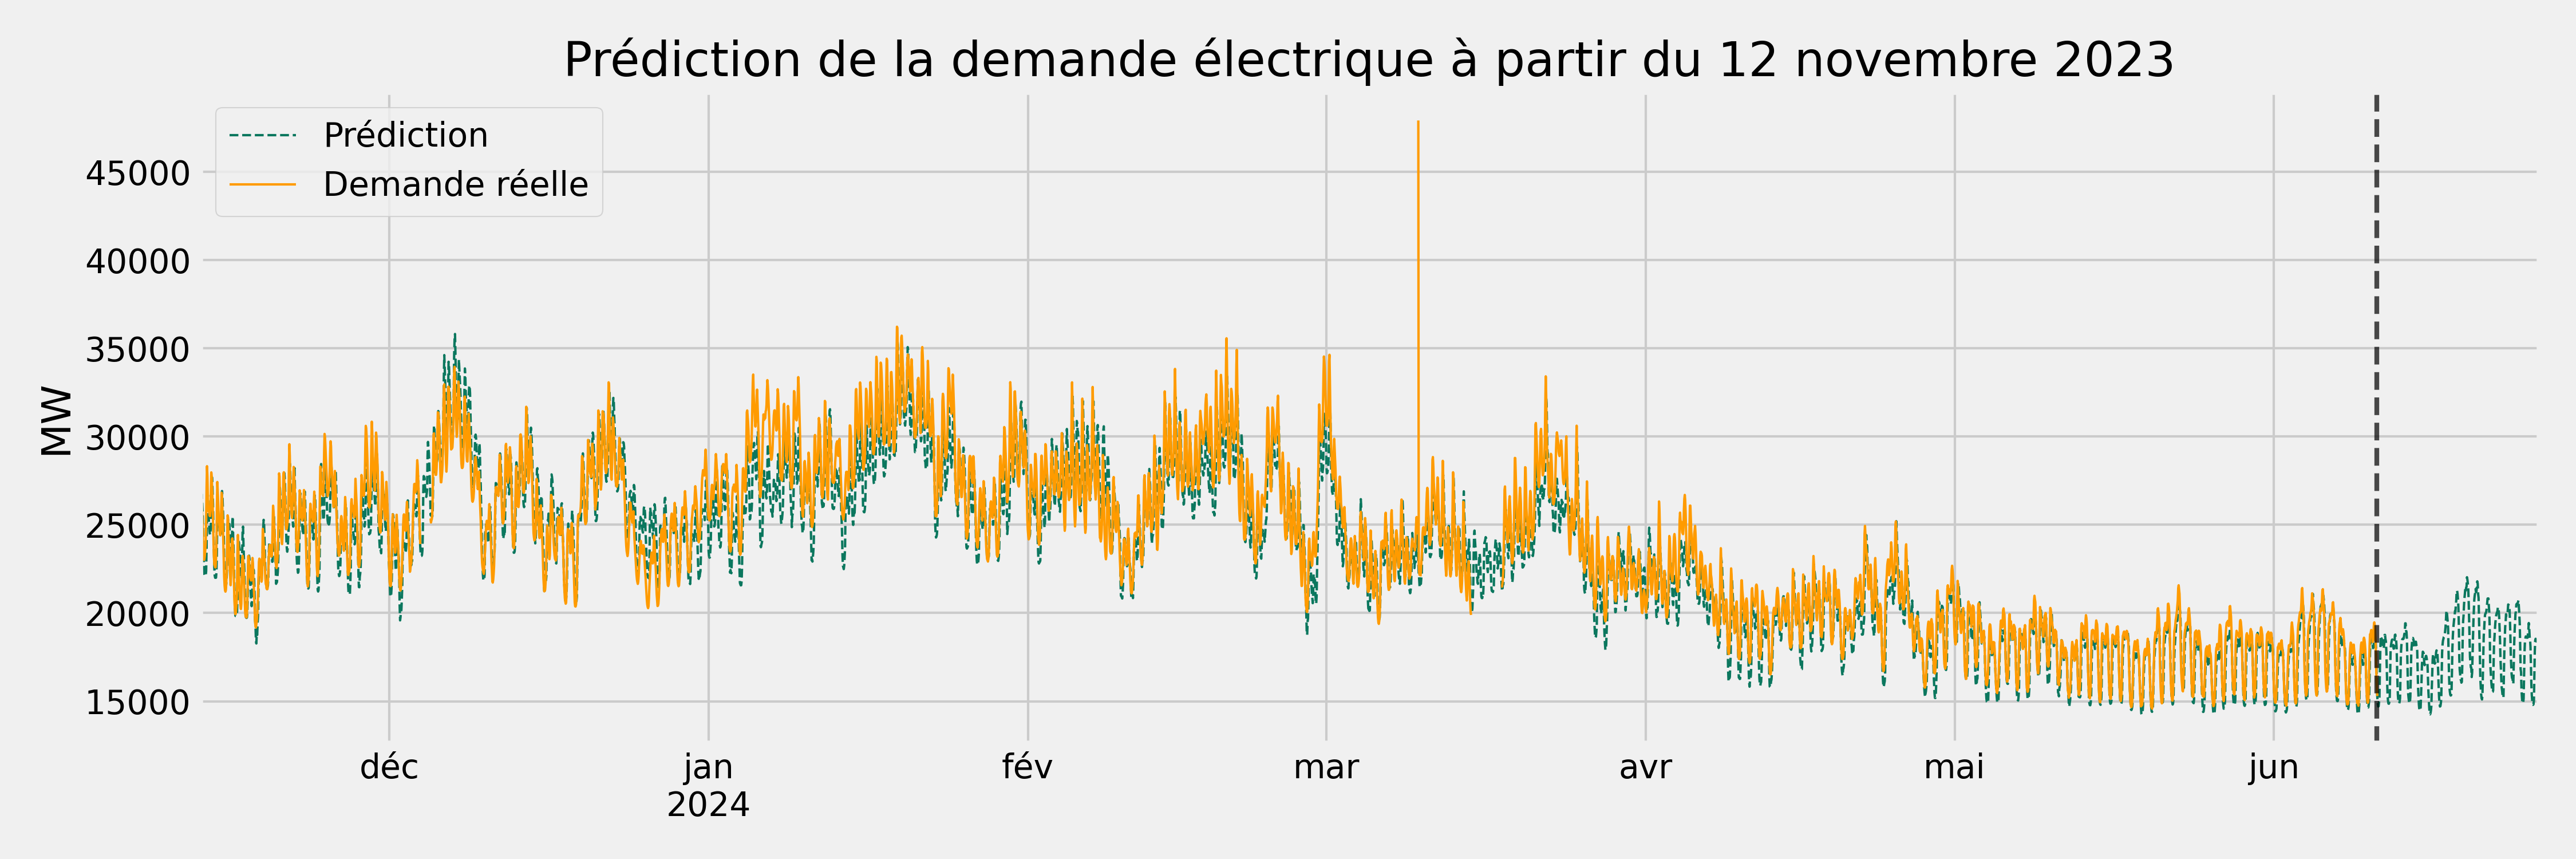 Prédiction de la demande électrique à partir du 12 novembre 2023
Prédiction
Demande réelle
45000
40000
35000
30000
25000
20000
15000
MW
déc
jan
fév
mar
avr
mai
jun
2024